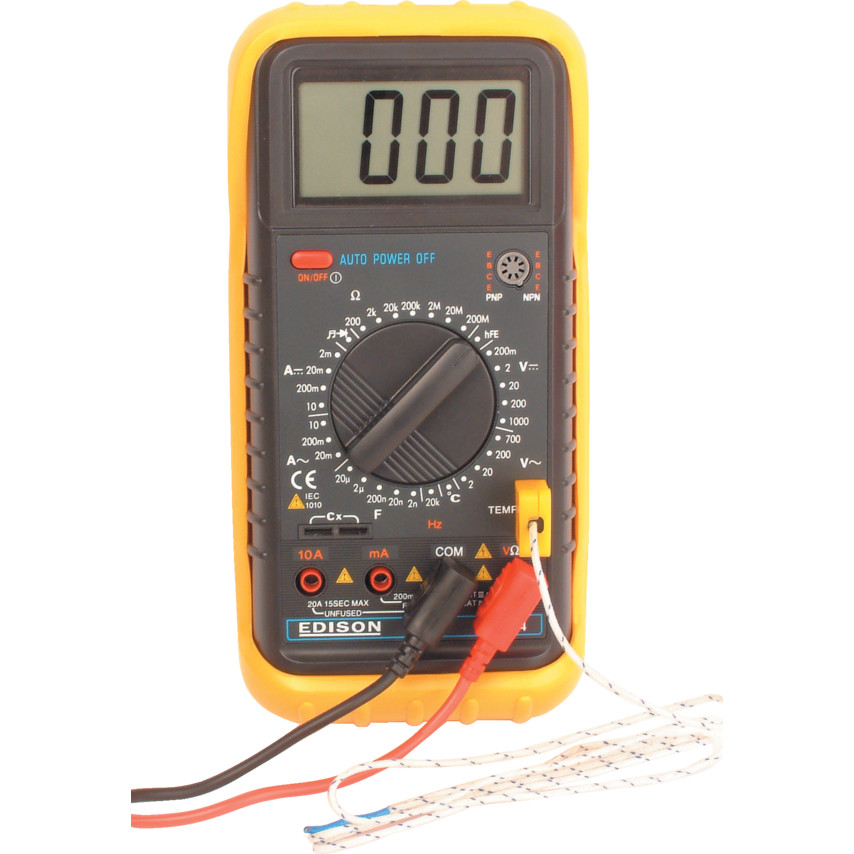 000
AUTO POWER OFF
ON/OFF
E E
B B
C C
E E
PNP NPN
Ω
200 2k 20k 200k 2M 20M 200M
hFE
2m
A 20m
200m
10
10
200m
A~ 20m
200m
2 V
20
200
1000
700
200
V~
20
2
20µ 2µ 200n 20n 2n 20k °C
F
Hz
CE
IEC
1010
Cx
TEMP
10A mA COM VΩ
20A 15SEC MAX
UNFUSED
200m
EDISON
4